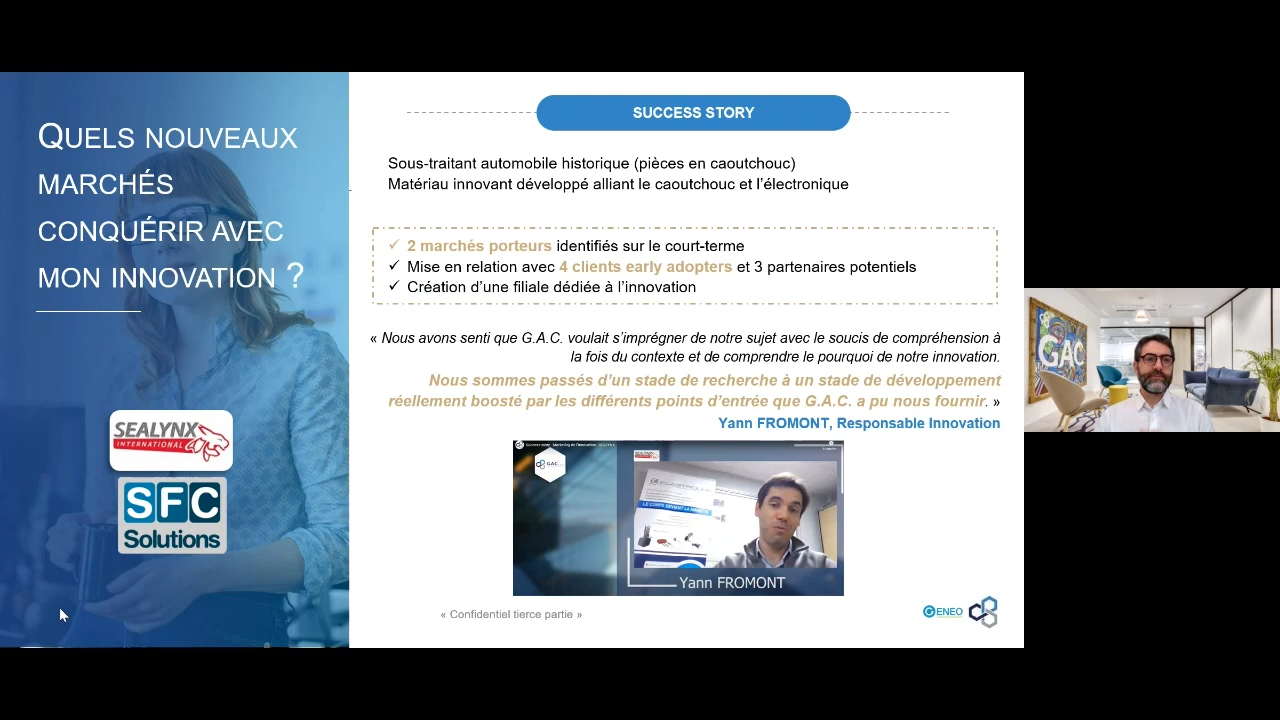 QUELS NOUVEAUX
MARCHÉS
CONQUÉRIR AVEC
MON INNOVATION ?
SEALYNX
INTERNATIONAL
SFC
Solutions
SUCCESS STORY
Sous-traitant automobile historique (pièces en caoutchouc)
Matériau innovant développé alliant le caoutchouc et l’électronique
✓ 2 marchés porteurs identifiés sur le court-terme
✓ Mise en relation avec 4 clients early adopters et 3 partenaires potentiels
✓ Création d’une filiale dédiée à l’innovation
« Nous avons senti que G.A.C. voulait s’imprégner de notre sujet avec le soucis de compréhension à
la fois du contexte et de comprendre le pourquoi de notre innovation.
Nous sommes passés d’un stade de recherche à un stade de développement
réellement boosté par les différents points d’entrée que G.A.C. a pu nous fournir. »
Yann FROMONT, Responsable Innovation
GAC
SEALYNX
Yann FROMONT
« Confidentiel tierce partie »
GENEO
GAC